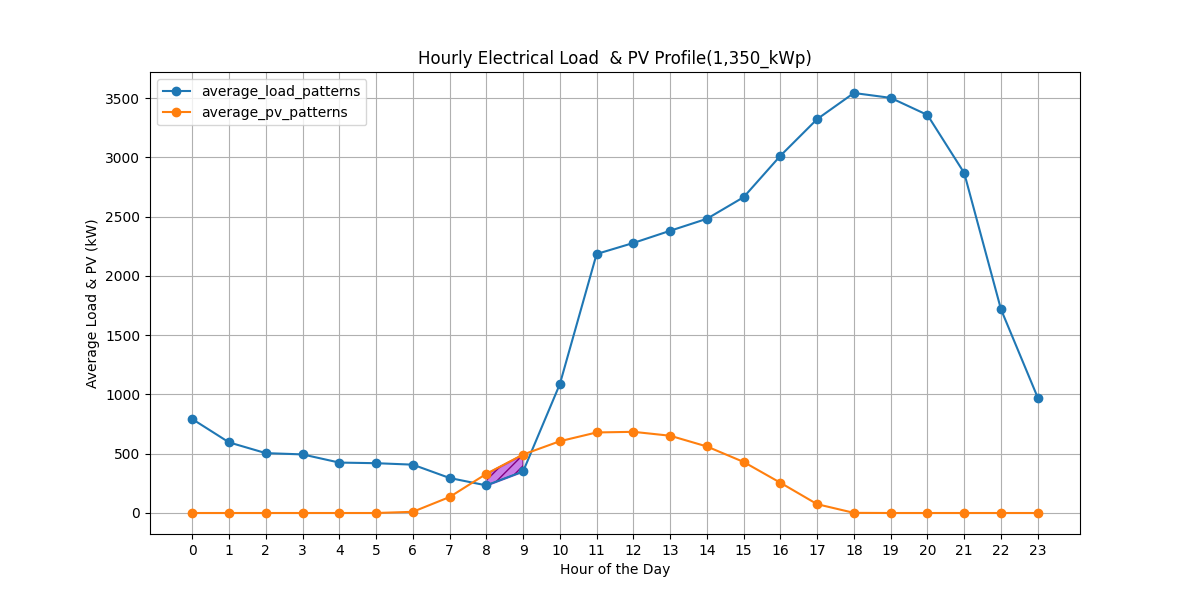 Hourly Electrical Load  & PV Profile(1,350_kWp)
average_load_patterns
average_pv_patterns
Average Load & PV (kW)
3500
3000
2500
2000
1500
1000
500
0
0 1 2 3 4 5 6 7 8 9 10 11 12 13 14 15 16 17 18 19 20 21 22 23
Hour of the Day